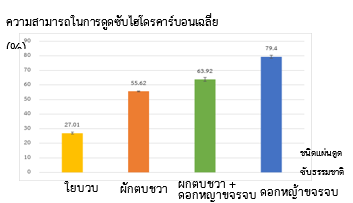 ความสามารถในการดูดซับไฮโดรคาร์บอนเฉลี่ย
90
80
70
60
50
40
30
20
10
0
27.01
55.62
63.92
79.4
ใยบวบ
ผักตบชวา
ผักตบชวา +
ดอกหญ้าขจรจบ
ดอกหญ้าขจรจบ
ชนิดแผ่นดูด
ซับธรรมชาติ